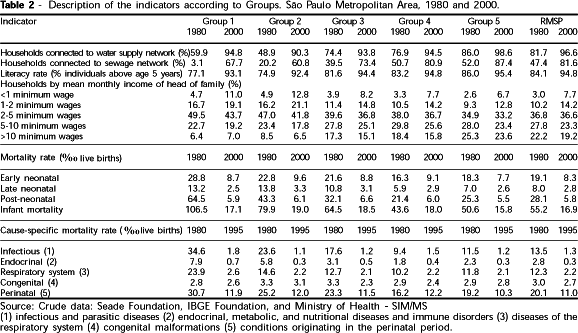 Table 2 - Description of the indicators according to Groups. São Paulo Metropolitan Area, 1980 and 2000.
Indicator Group 1 Group 2 Group 3 Group 4 Group 5 RMSP
1980 2000 1980 2000 1980 2000 1980 2000 1980 2000 1980 2000
Households connected to water supply network (%) 59.9 94.8 48.9 90.3 74.4 93.8 76.9 94.5 86.0 98.6 81.7 96.6
Households connected to sewage network (%) 3.1 67.7 20.2 60.8 39.5 73.4 50.7 80.9 52.0 87.4 47.4 81.6
Literacy rate (% individuals above age 5 years) 77.1 93.1 74.9 92.4 81.6 94.4 83.2 94.8 86.0 95.4 84.1 94.8
Households by mean monthly income of head of family (%)
<1 minimum wage 4.7 11.0 4.9 12.8 3.9 8.2 3.3 7.7 2.6 6.0 3.0 7.7
1-2 minimum wages 16.7 19.1 16.2 21.1 11.4 14.8 10.5 14.2 9.3 12.8 10.2 14.2
2-5 minimum wages 49.5 43.7 47.0 41.8 39.6 36.8 38.0 36.7 34.9 33.2 36.8 36.6
5-10 minimum wages 22.7 19.2 23.4 17.8 27.8 25.1 29.8 25.6 28.0 23.4 27.8 23.3
>10 minimum wages 6.4 7.0 8.5 6.5 17.3 15.1 18.4 15.8 25.3 23.6 22.2 19.2
Mortality rate (‱ live births) 1980 2000 1980 2000 1980 2000 1980 2000 1980 2000 1980 2000
Early neonatal 28.8 8.7 22.8 9.6 21.6 8.8 16.3 9.1 18.3 7.7 19.1 8.3
Late neonatal 13.2 2.5 13.8 3.3 10.8 3.1 5.9 2.9 7.0 2.6 8.0 2.8
Post-neonatal 64.5 5.9 43.3 6.1 32.1 6.6 21.4 6.0 25.3 5.5 28.1 5.8
Infant mortality 106.5 17.1 79.9 19.0 64.5 18.5 43.6 18.0 50.6 15.8 55.2 16.9
Cause-specific mortality rate (‱live births) 1980 1995 1980 1995 1980 1995 1980 1995 1980 1995 1980 1995
Infectious (1) 34.6 1.8 23.6 1.1 17.6 1.2 9.4 1.5 11.5 1.2 13.5 1.3
Endocrinal (2) 7.9 0.7 5.8 0.3 3.1 0.5 1.8 0.4 2.3 0.3 2.8 0.3
Respiratory system (3) 23.9 2.6 14.6 2.2 12.7 2.1 10.2 2.2 11.8 2.1 12.3 2.2
Congenital (4) 2.8 2.6 3.3 3.1 3.3 2.3 2.4 2.9 2.9 2.8 3.0 2.7
Perinatal (5) 30.7 11.9 25.2 12.0 23.3 11.5 16.2 12.2 19.2 10.3 20.1 11.0
Source: Crude data: Seade Foundation, IBGE Foundation, and Ministry of Health - SIM/MS
(1) infectious and parasitic diseases (2) endocrinal, metabolic, and nutritional diseases and immune disorders (3) diseases of
the respiratory system (4) congenital malformations (5) conditions originating in the perinatal period.